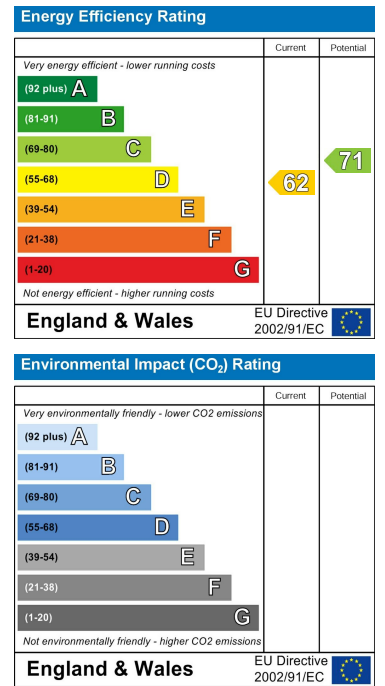 Energy Efficiency Rating
Current Potential
Very energy efficient - lower running costs
(92 plus) A
(81-91) B
(69-80) C
(55-68) D
(39-54) E
(21-38) F
(1-20) G
62
71
Not energy efficient - higher running costs
England & Wales
EU Directive
2002/91/EC
Environmental Impact (CO₂) Rating
Current Potential
Very environmentally friendly - lower CO2 emissions
(92 plus) A
(81-91) B
(69-80) C
(55-68) D
(39-54) E
(21-38) F
(1-20) G
Not environmentally friendly - higher CO2 emissions
England & Wales
EU Directive
2002/91/EC